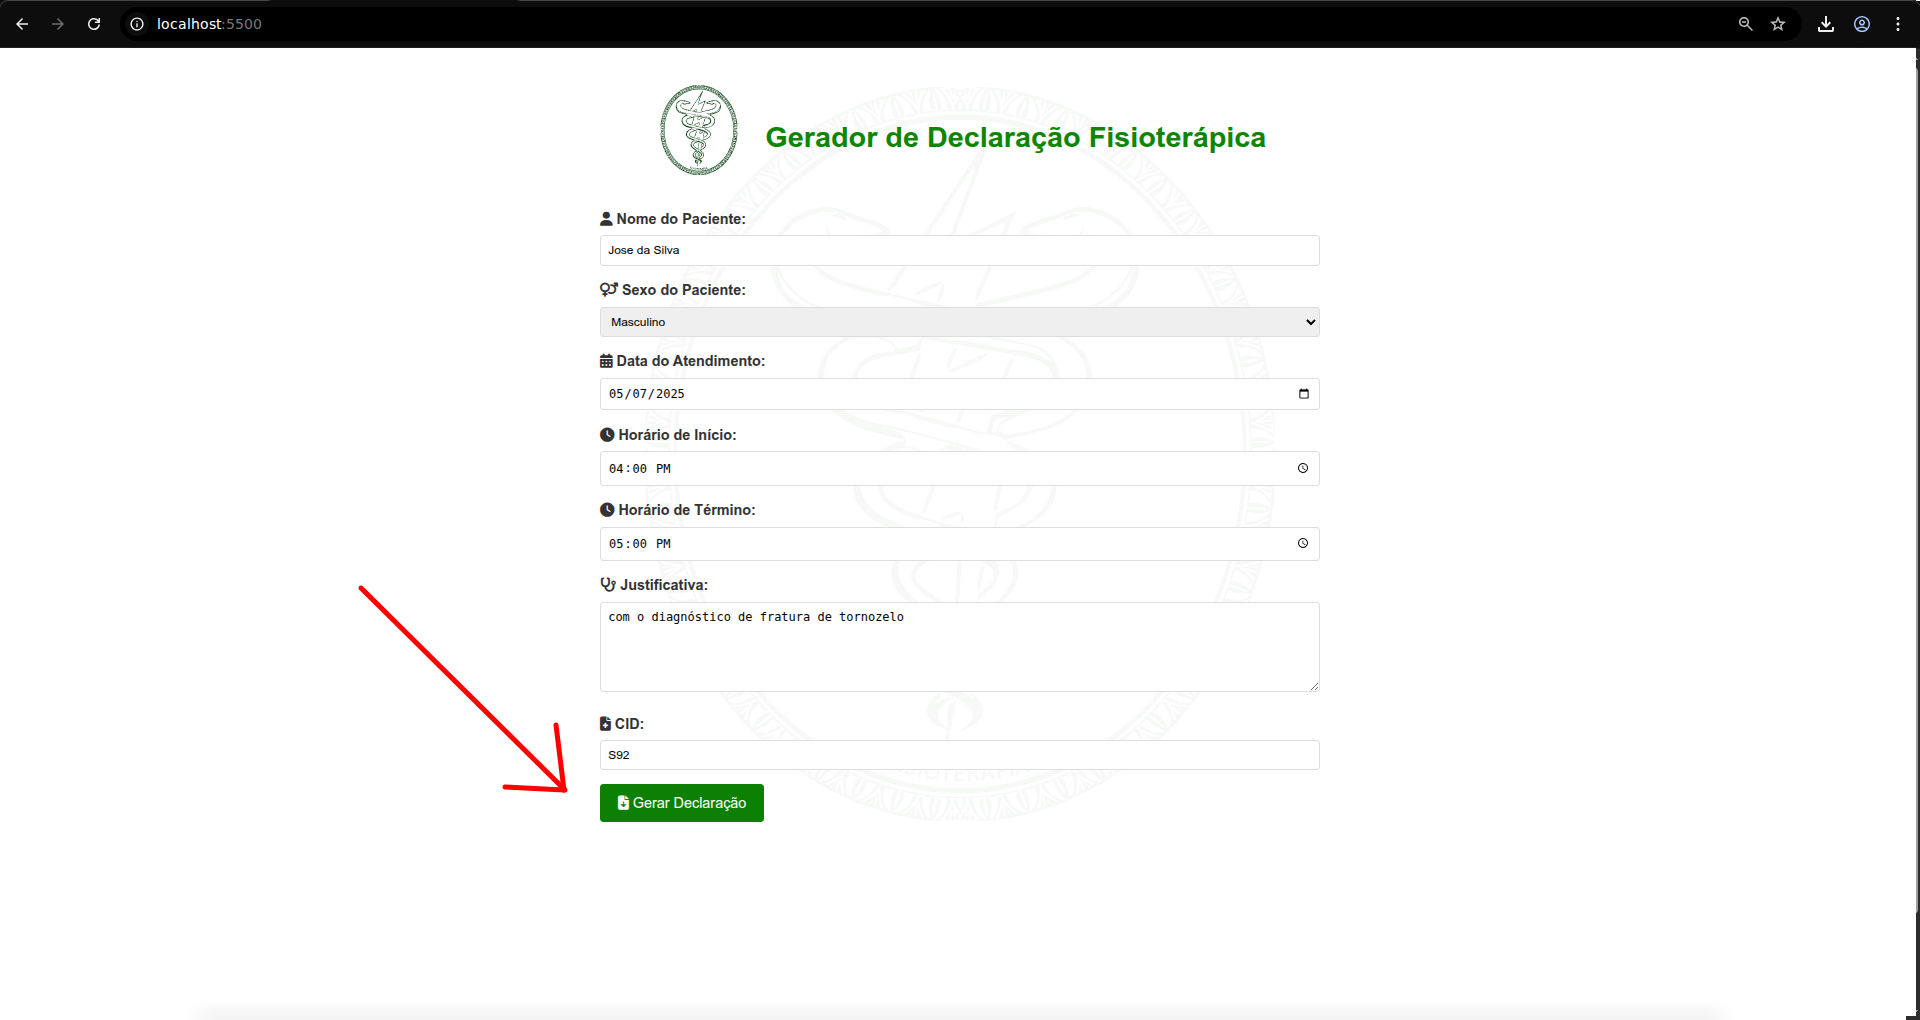 localhost:5500
Gerador de Declaração Fisioterápica
Nome do Paciente:
Jose da Silva
Sexo do Paciente:
Masculino
Data do Atendimento:
05/07/2025
Horário de Início:
04:00 PM
Horário de Término:
05:00 PM
Justificativa:
com o diagnóstico de fratura de tornozelo
CID:
S92
Gerar Declaração